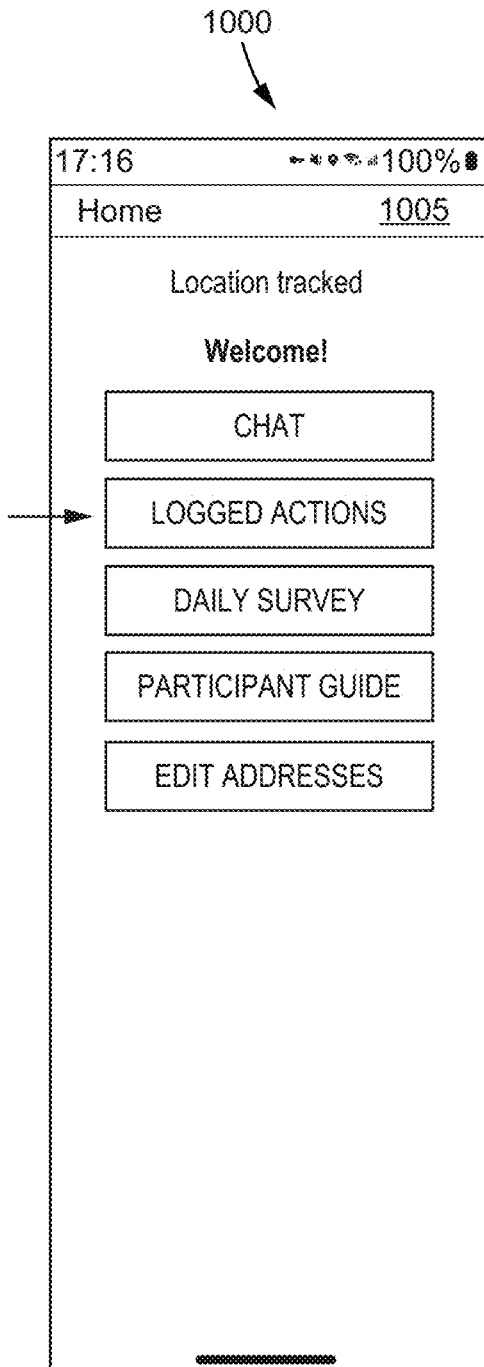 1000
17:16 100%
Home 1005
Location tracked
Welcome!
CHAT
LOGGED ACTIONS
DAILY SURVEY
PARTICIPANT GUIDE
EDIT ADDRESSES